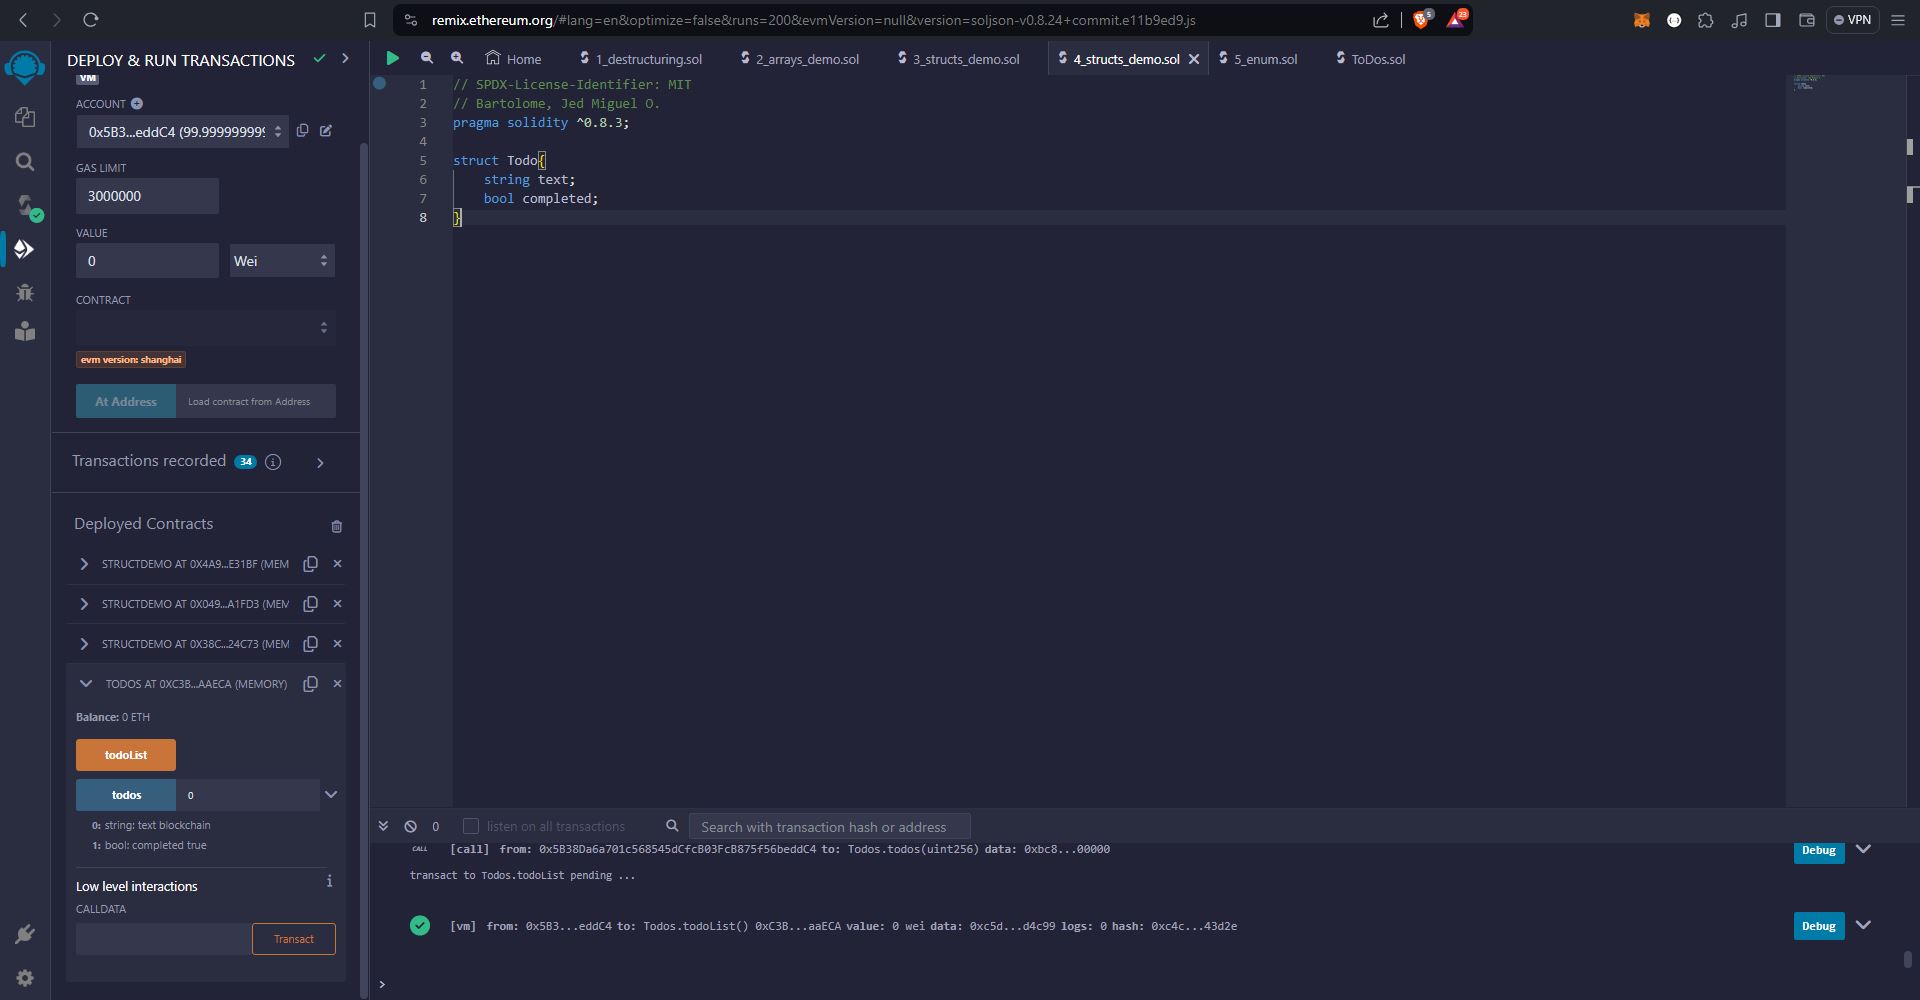 remix.ethereum.org/#lang=en&optimize=false&runs=200&evmVersion=null&version=soljson-v0.8.24+commit.e11b9ed9.js
5
23
VPN
DEPLOY & RUN TRANSACTIONS
VM
ACCOUNT
0x5B3...eddC4 (99.9999999999
GAS LIMIT
3000000
VALUE
0
Wei
CONTRACT
evm version: shanghai
At Address
Load contract from Address
Transactions recorded 34
Deployed Contracts
STRUCTDEMO AT 0X4A9...E31BF (MEM
STRUCTDEMO AT 0X049...A1FD3 (MEM
STRUCTDEMO AT 0X38C...24C73 (MEM
TODOS AT 0XC3B...AAECA (MEMORY)
Balance: 0 ETH
todoList
todos
0
0: string: text blockchain
1: bool: completed true
Low level interactions
CALLDATA
Transact
Home
1_destructuring.sol
2_arrays_demo.sol
3_structs_demo.sol
4_structs_demo.sol
5_enum.sol
ToDos.sol
1 // SPDX-License-Identifier: MIT
2 // Bartolome, Jed Miguel O.
3 pragma solidity ^0.8.3;
4
5 struct Todo{
6 string text;
7 bool completed;
8 }
0
listen on all transactions
Search with transaction hash or address
CALL [call] from: 0x5B38Da6a701c568545dCfcB03FcB875f56beddC4 to: Todos.todos(uint256) data: 0xbc8...00000
Debug
transact to Todos.todoList pending ...
[vm] from: 0x5B3...eddC4 to: Todos.todoList() 0xC3B...aaECA value: 0 wei data: 0xc5d...d4c99 logs: 0 hash: 0xc4c...43d2e
Debug
>